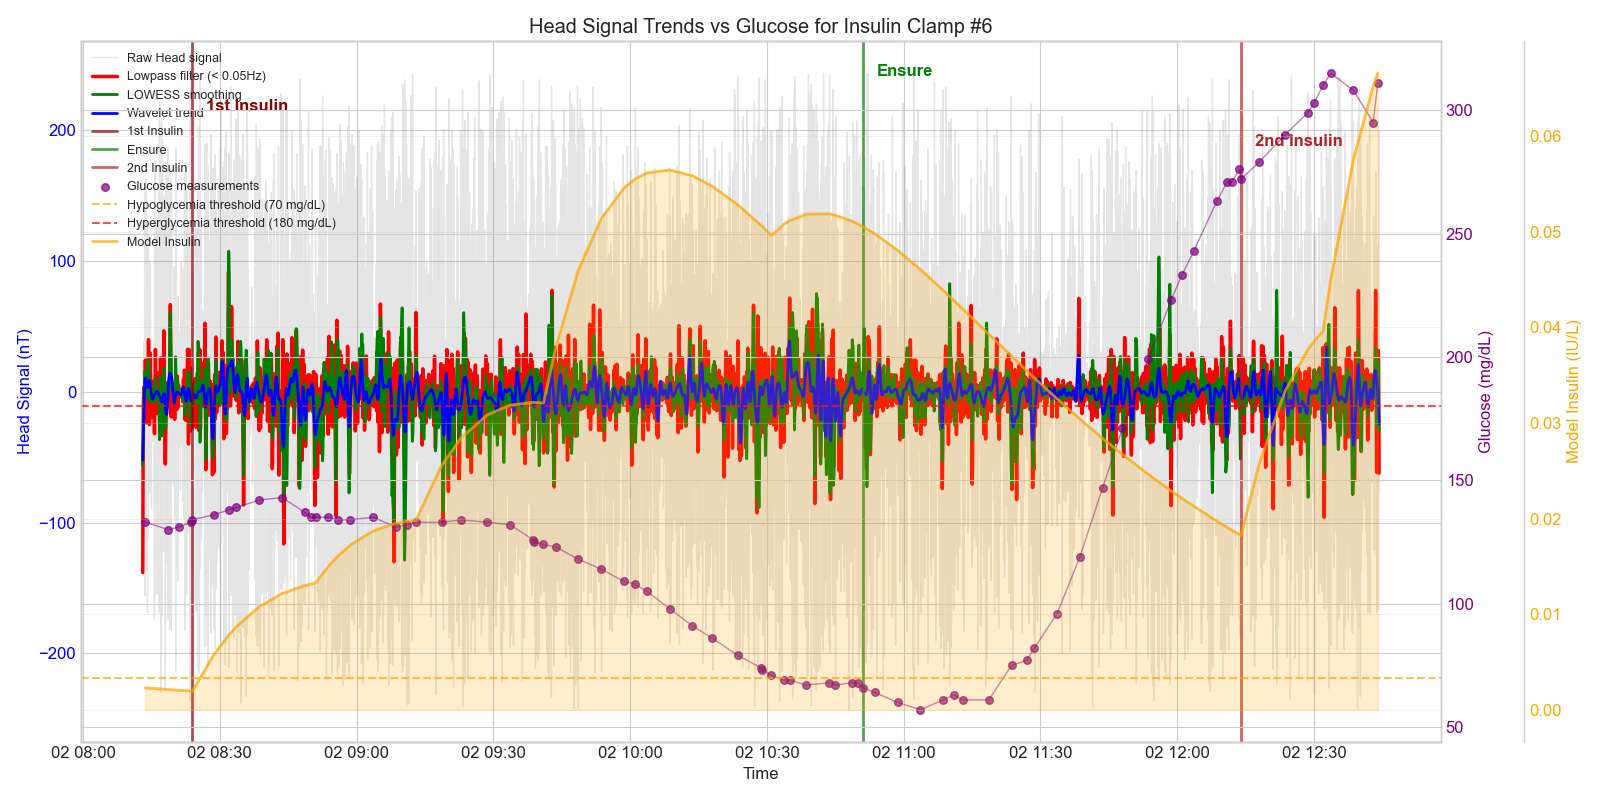 Head Signal Trends vs Glucose for Insulin Clamp #6
Raw Head signal
Lowpass filter (< 0.05Hz)
LOWESS smoothing
Wavelet trend
1st Insulin
Ensure
2nd Insulin
Glucose measurements
Hypoglycemia threshold (70 mg/dL)
Hyperglycemia threshold (180 mg/dL)
Model Insulin
1st Insulin
Ensure
2nd Insulin
Head Signal (nT)
200
100
0
−100
−200
Glucose (mg/dL)
300
250
200
150
100
50
Model Insulin (IU/L)
0.06
0.05
0.04
0.03
0.02
0.01
0.00
02 08:00
02 08:30
02 09:00
02 09:30
02 10:00
02 10:30
02 11:00
02 11:30
02 12:00
02 12:30
Time